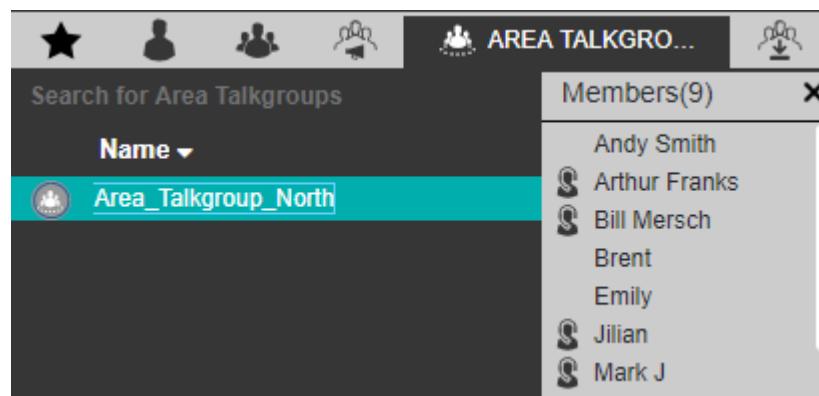 AREA TALKGRO...
Search for Area Talkgroups
Members(9)
Name
Andy Smith
Area_Talkgroup_North
Arthur Franks
Bill Mersch
Brent
Emily
Jilian
Mark J